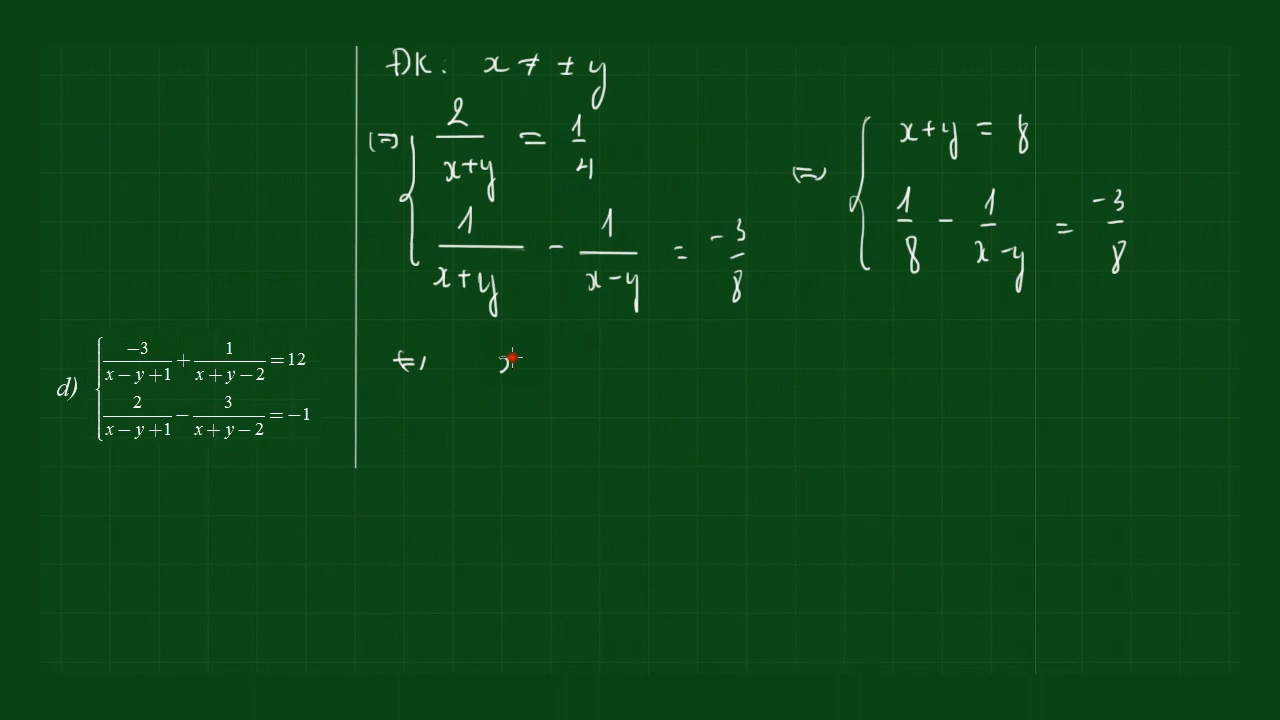 ĐK: x ≠ ± y
(=) { 2/(x+y) = 1/4
1/(x+y) - 1/(x-y) = -3/8
(=) { x+y = 8
1/8 - 1/(x-y) = -3/8
d) { -3/(x-y+1) + 1/(x+y-2) = 12
2/(x-y+1) - 3/(x+y-2) = -1
(=)